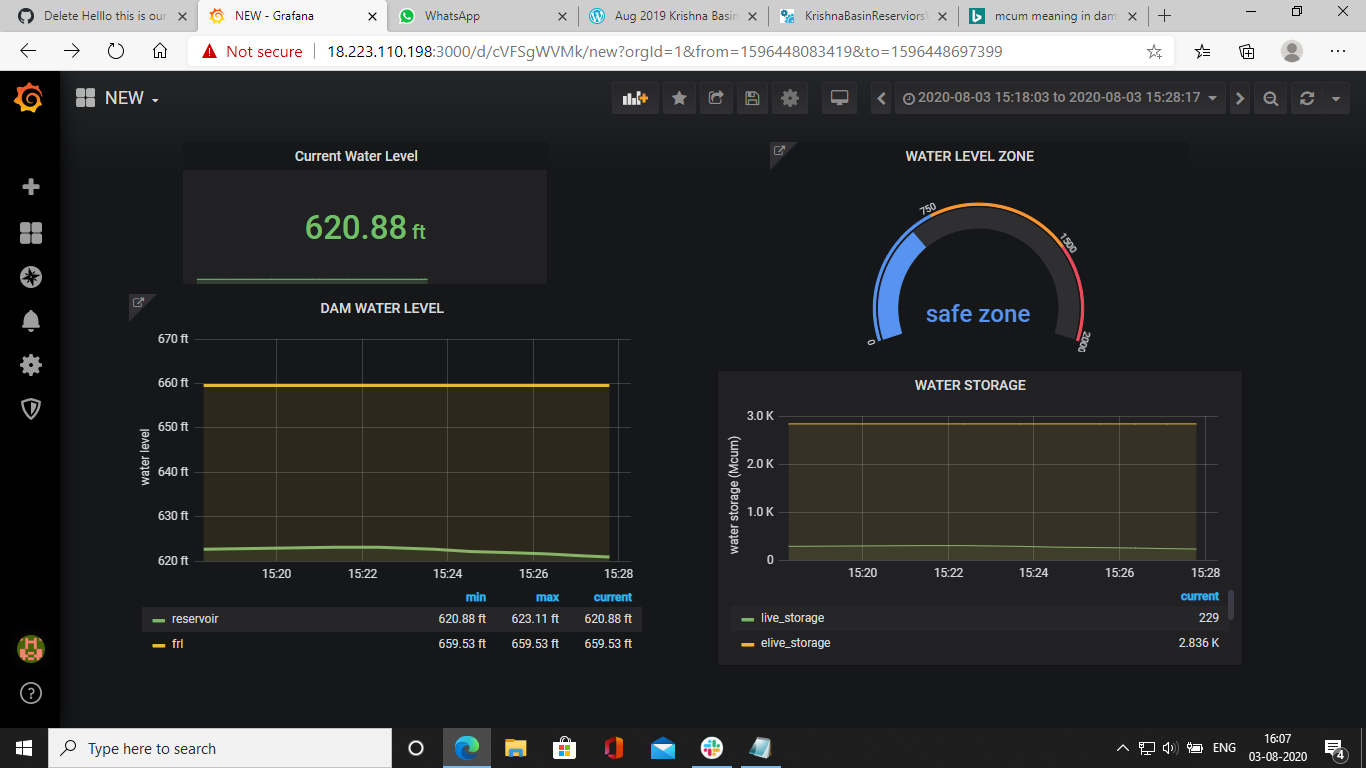 Delete Helllo this is our
NEW - Grafana
WhatsApp
Aug 2019 Krishna Basin
KrishnaBasinReserviors
mcum meaning in dam
Not secure
18.223.110.198:3000/d/cVFSgWVMk/new?orgId=1&from=1596448083419&to=1596448697399
NEW
2020-08-03 15:18:03 to 2020-08-03 15:28:17
Current Water Level
620.88 ft
WATER LEVEL ZONE
0
750
1500
2000
safe zone
DAM WATER LEVEL
water level
670 ft
660 ft
650 ft
640 ft
630 ft
620 ft
15:20 15:22 15:24 15:26 15:28
min max current
reservoir 620.88 ft 623.11 ft 620.88 ft
frl 659.53 ft 659.53 ft 659.53 ft
WATER STORAGE
water storage (Mcum)
3.0 K
2.0 K
1.0 K
0
15:20 15:22 15:24 15:26 15:28
current
live_storage 229
elive_storage 2.836 K
Type here to search
ENG
16:07
03-08-2020
4